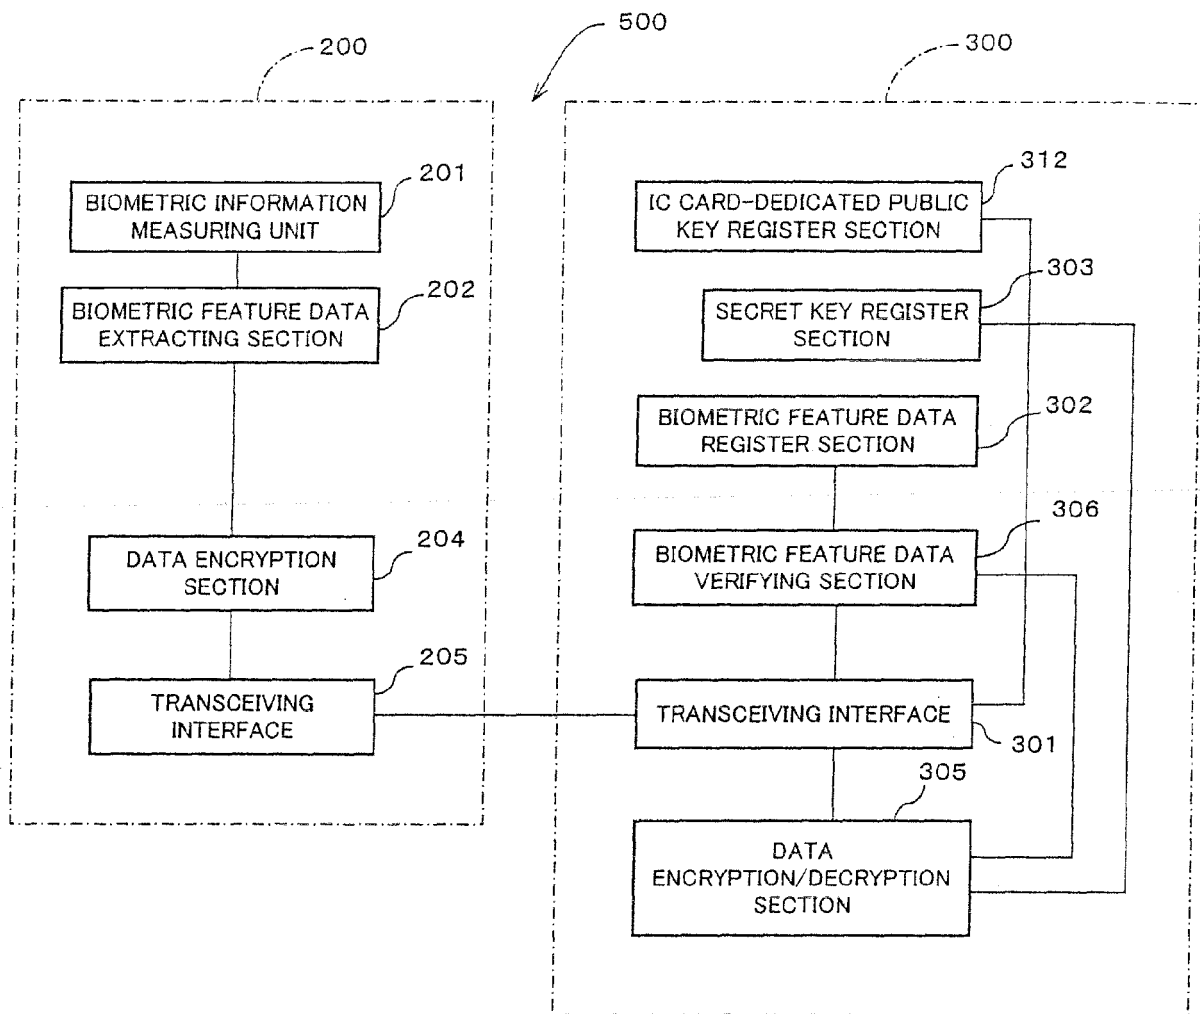 500
200
300
201
BIOMETRIC INFORMATION
MEASURING UNIT
202
BIOMETRIC FEATURE DATA
EXTRACTING SECTION
204
DATA ENCRYPTION
SECTION
205
TRANSCEIVING
INTERFACE
312
IC CARD-DEDICATED PUBLIC
KEY REGISTER SECTION
303
SECRET KEY REGISTER
SECTION
302
BIOMETRIC FEATURE DATA
REGISTER SECTION
306
BIOMETRIC FEATURE DATA
VERIFYING SECTION
TRANSCEIVING INTERFACE
301
305
DATA
ENCRYPTION/DECRYPTION
SECTION